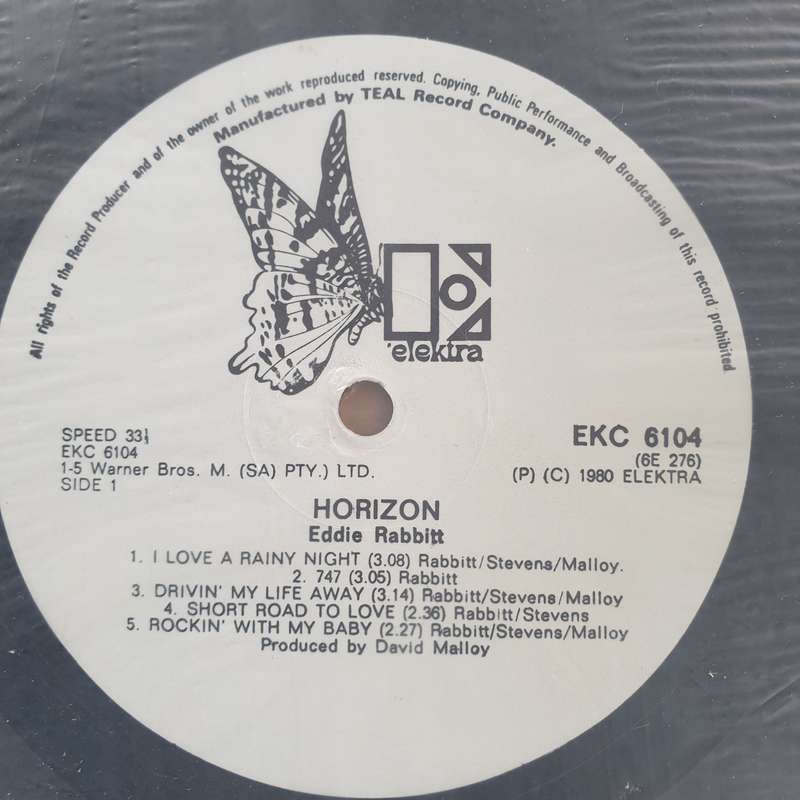 All rights of the Record Producer and of the owner of the work reproduced reserved. Copying, Public Performance and Broadcasting of this record prohibited
Manufactured by TEAL Record Company.
elektra
SPEED 33⅓
EKC 6104
1-5 Warner Bros. M. (SA) PTY.) LTD.
SIDE 1
EKC 6104
(6E 276)
(P) (C) 1980 ELEKTRA
HORIZON
Eddie Rabbitt
1. I LOVE A RAINY NIGHT (3.08) Rabbitt/Stevens/Malloy.
2. 747 (3.05) Rabbitt
3. DRIVIN' MY LIFE AWAY (3.14) Rabbitt/Stevens/Malloy
4. SHORT ROAD TO LOVE (2.36) Rabbitt/Stevens
5. ROCKIN' WITH MY BABY (2.27) Rabbitt/Stevens/Malloy
Produced by David Malloy